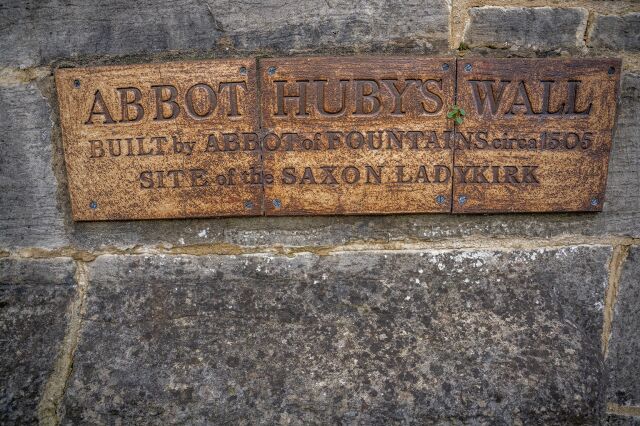 ABBOT HUBYS WALL
BUILT by ABBOT of FOUNTAINS circa 1505
SITE of the SAXON LADYKIRK